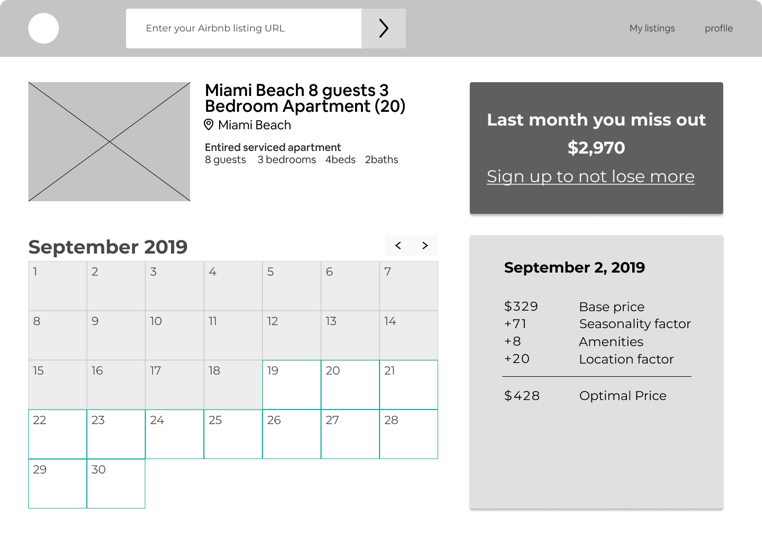 Enter your Airbnb listing URL
My listings profile
Miami Beach 8 guests 3
Bedroom Apartment (20)
Miami Beach
Entired serviced apartment
8 guests 3 bedrooms 4beds 2baths
Last month you miss out
$2,970
Sign up to not lose more
September 2019
1 2 3 4 5 6 7
8 9 10 11 12 13 14
15 16 17 18 19 20 21
22 23 24 25 26 27 28
29 30
September 2, 2019
$329 Base price
+71 Seasonality factor
+8 Amenities
+20 Location factor
$428 Optimal Price